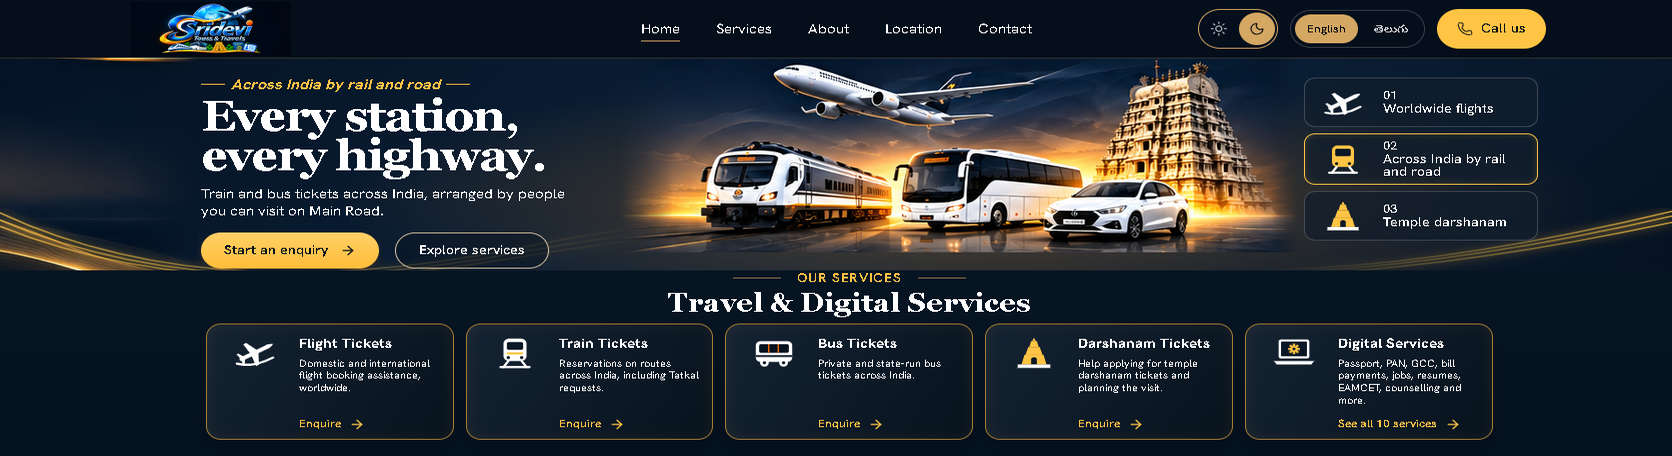 Sridevi
Tours & Travels
Home
Services
About
Location
Contact
English
తెలుగు
Call us
Across India by rail and road
Every station,
every highway.
Train and bus tickets across India, arranged by people
you can visit on Main Road.
Start an enquiry
Explore services
01
Worldwide flights
02
Across India by rail
and road
03
Temple darshanam
OUR SERVICES
Travel & Digital Services
Flight Tickets
Domestic and international
flight booking assistance,
worldwide.
Enquire
Train Tickets
Reservations on routes
across India, including Tatkal
requests.
Enquire
Bus Tickets
Private and state-run bus
tickets across India.
Enquire
Darshanam Tickets
Help applying for temple
darshanam tickets and
planning the visit.
Enquire
Digital Services
Passport, PAN, GCC, bill
payments, jobs, resumes,
EAMCET, counselling and
more.
See all 10 services